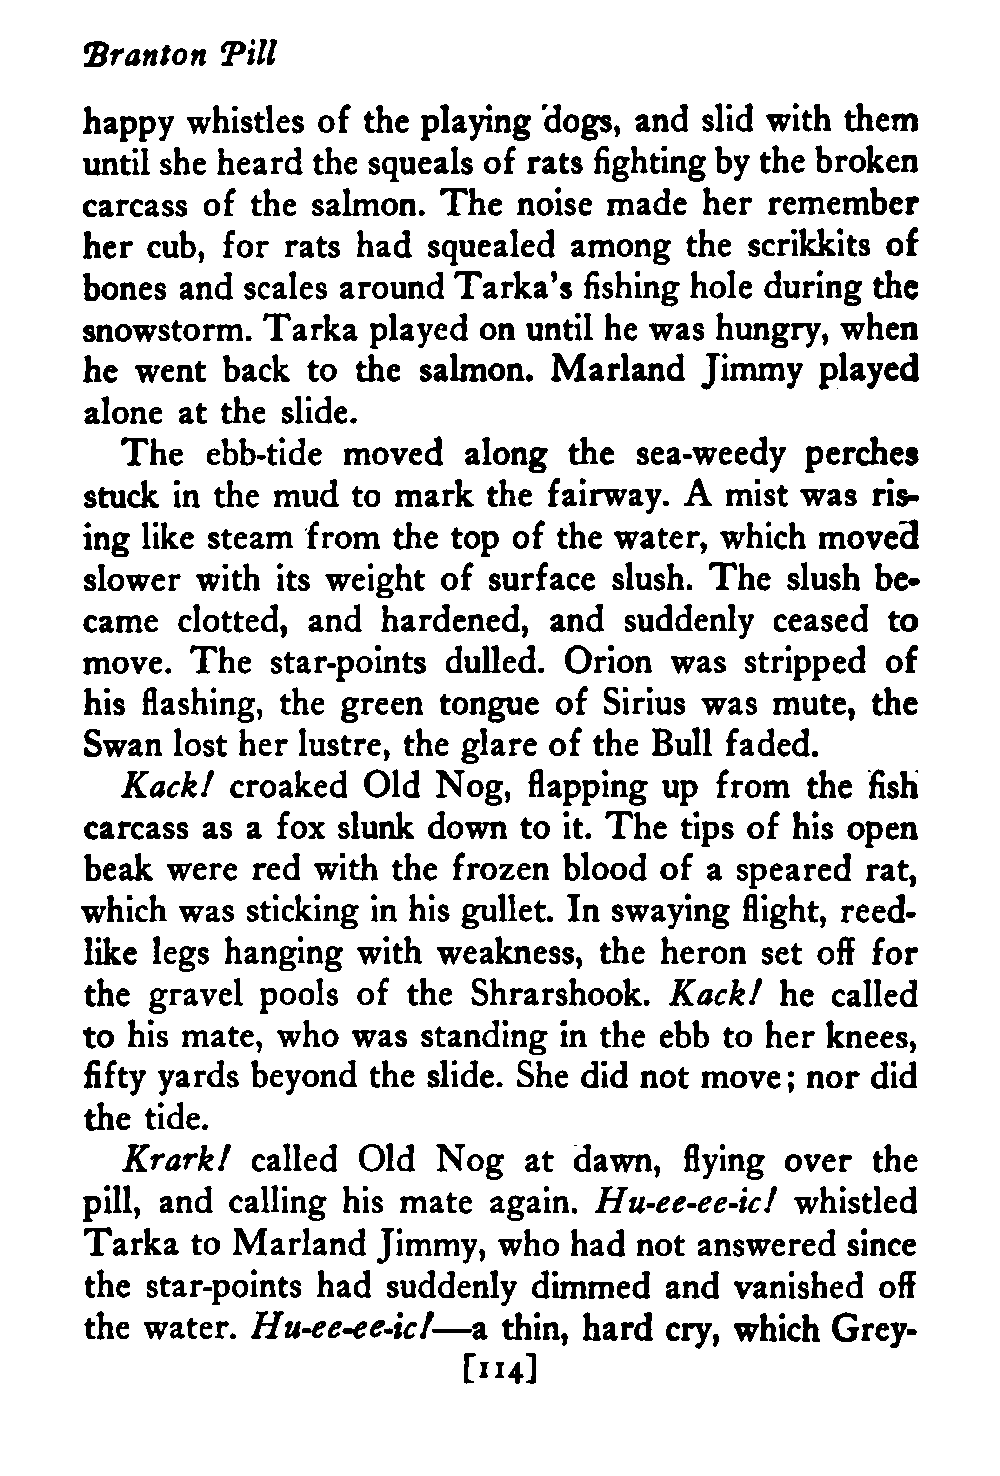 Branton Pill
happy whistles of the playing dogs, and slid with them
until she heard the squeals of rats fighting by the broken
carcass of the salmon. The noise made her remember
her cub, for rats had squealed among the scrikkits of
bones and scales around Tarka's fishing hole during the
snowstorm. Tarka played on until he was hungry, when
he went back to the salmon. Marland Jimmy played
alone at the slide.
The ebb-tide moved along the sea-weedy perches
stuck in the mud to mark the fairway. A mist was ris-
ing like steam from the top of the water, which moved
slower with its weight of surface slush. The slush be-
came clotted, and hardened, and suddenly ceased to
move. The star-points dulled. Orion was stripped of
his flashing, the green tongue of Sirius was mute, the
Swan lost her lustre, the glare of the Bull faded.
Kack! croaked Old Nog, flapping up from the fish
carcass as a fox slunk down to it. The tips of his open
beak were red with the frozen blood of a speared rat,
which was sticking in his gullet. In swaying flight, reed-
like legs hanging with weakness, the heron set off for
the gravel pools of the Shrarshook. Kack! he called
to his mate, who was standing in the ebb to her knees,
fifty yards beyond the slide. She did not move; nor did
the tide.
Krark! called Old Nog at dawn, flying over the
pill, and calling his mate again. Hu-ee-ee-ic! whistled
Tarka to Marland Jimmy, who had not answered since
the star-points had suddenly dimmed and vanished off
the water. Hu-ee-ee-ic!—a thin, hard cry, which Grey-
[114]